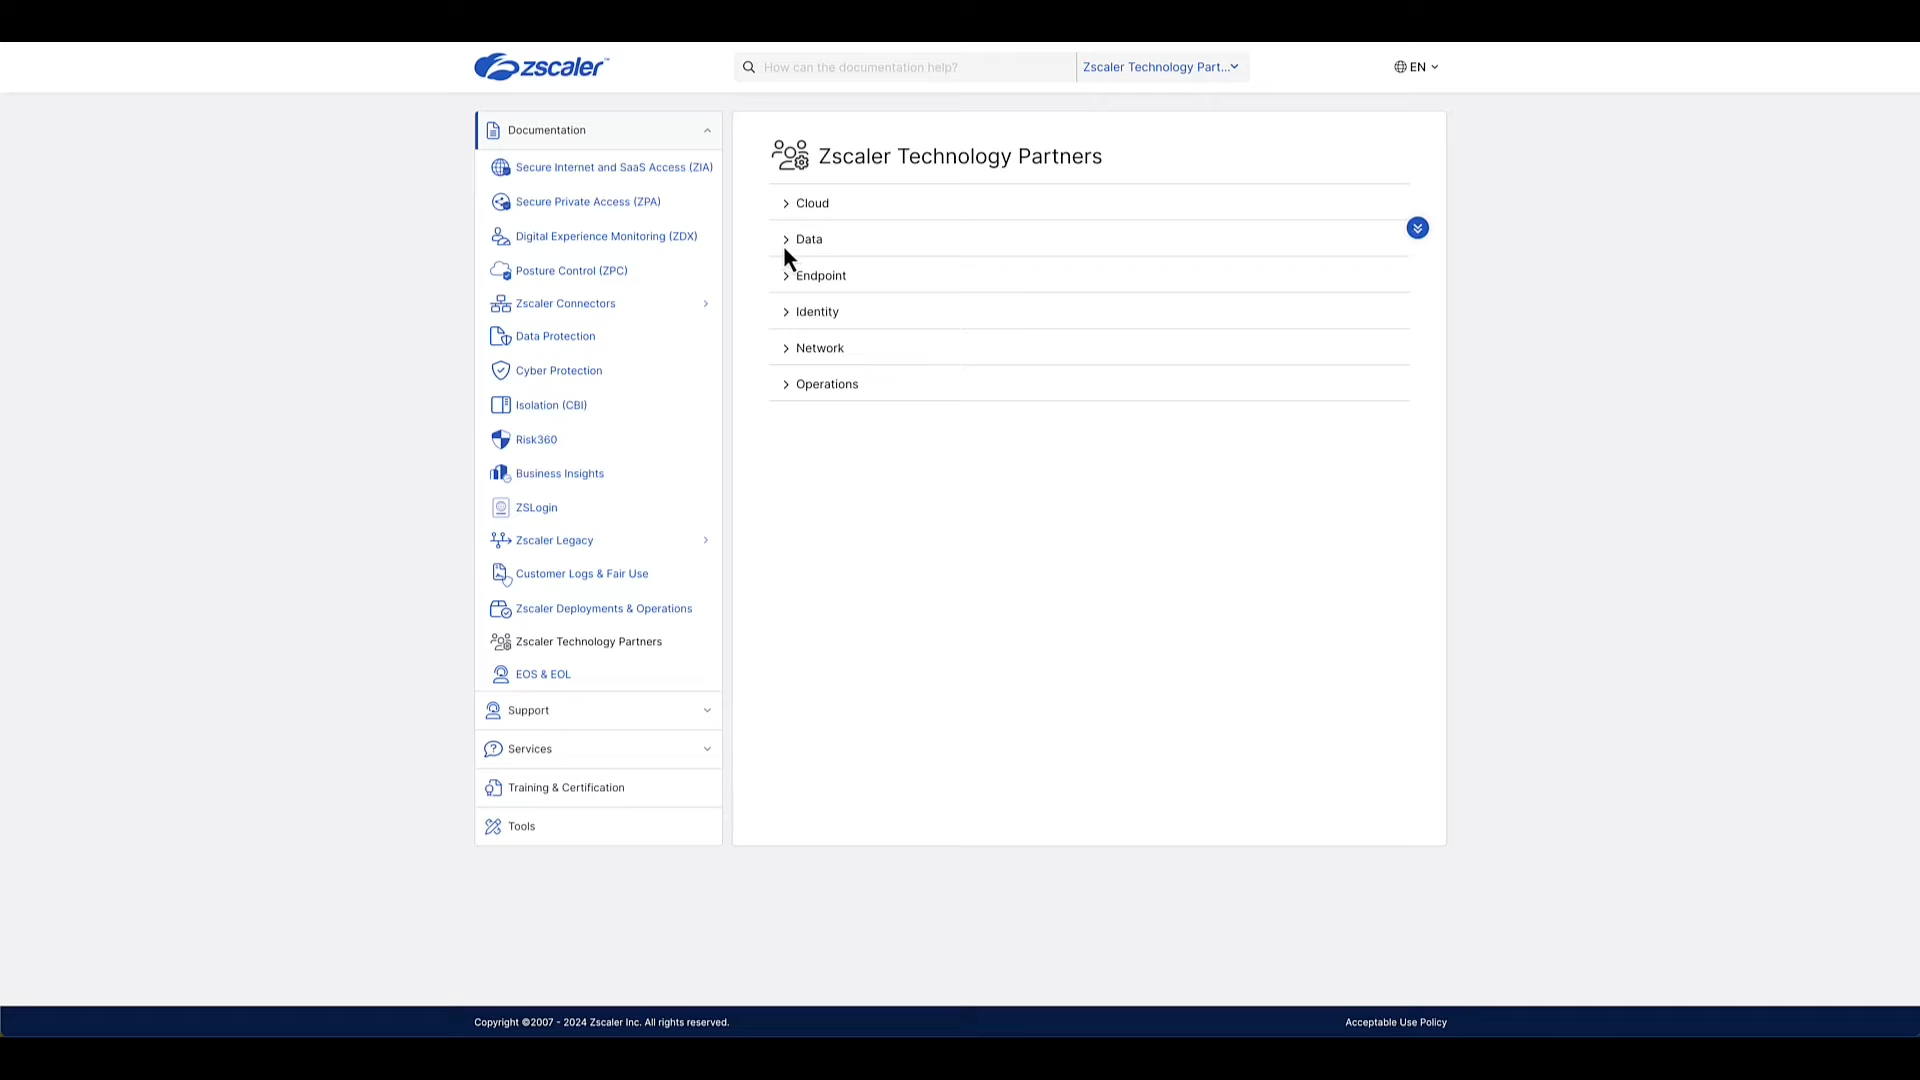 zscaler™
How can the documentation help?
Zscaler Technology Part...
EN
Documentation
Secure Internet and SaaS Access (ZIA)
Secure Private Access (ZPA)
Digital Experience Monitoring (ZDX)
Posture Control (ZPC)
Zscaler Connectors
Data Protection
Cyber Protection
Isolation (CBI)
Risk360
Business Insights
ZSLogin
Zscaler Legacy
Customer Logs & Fair Use
Zscaler Deployments & Operations
Zscaler Technology Partners
EOS & EOL
Support
Services
Training & Certification
Tools
Zscaler Technology Partners
Cloud
Data
Endpoint
Identity
Network
Operations
Copyright ©2007 - 2024 Zscaler Inc. All rights reserved.
Acceptable Use Policy